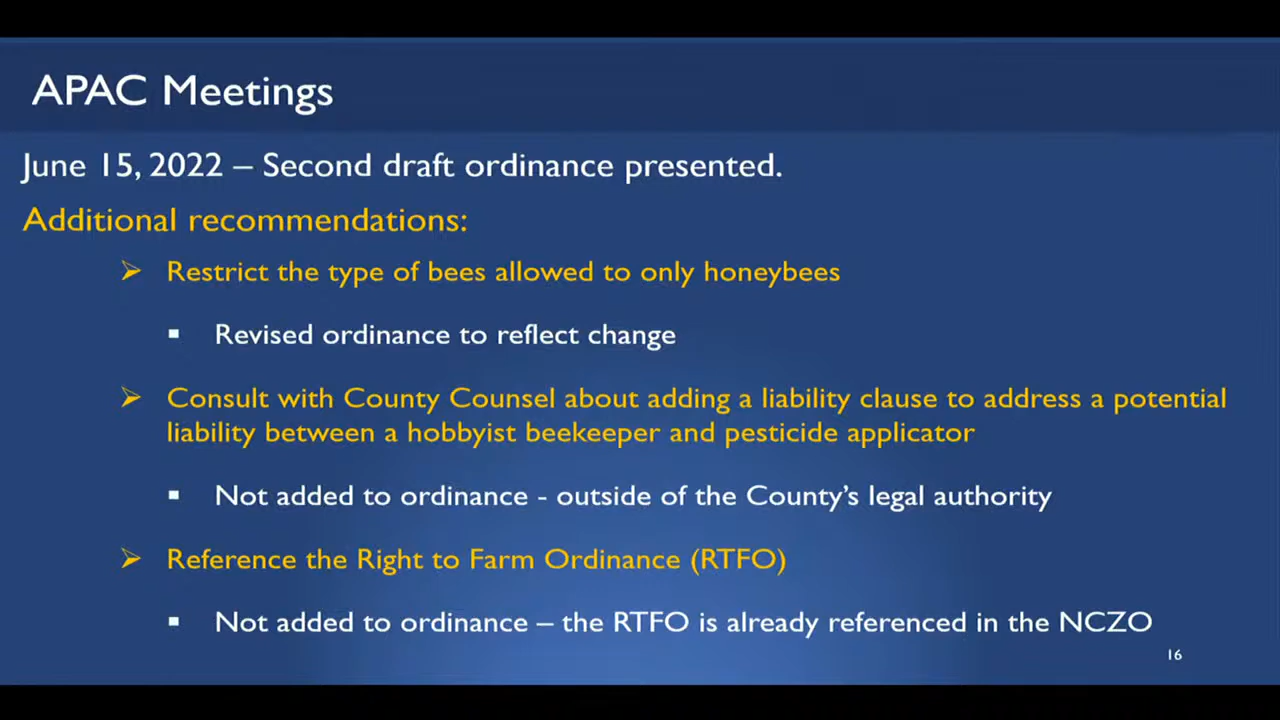 APAC Meetings
June 15, 2022 – Second draft ordinance presented.
Additional recommendations:
➢ Restrict the type of bees allowed to only honeybees
▪ Revised ordinance to reflect change
➢ Consult with County Counsel about adding a liability clause to address a potential
liability between a hobbyist beekeeper and pesticide applicator
▪ Not added to ordinance - outside of the County’s legal authority
➢ Reference the Right to Farm Ordinance (RTFO)
▪ Not added to ordinance – the RTFO is already referenced in the NCZO
16